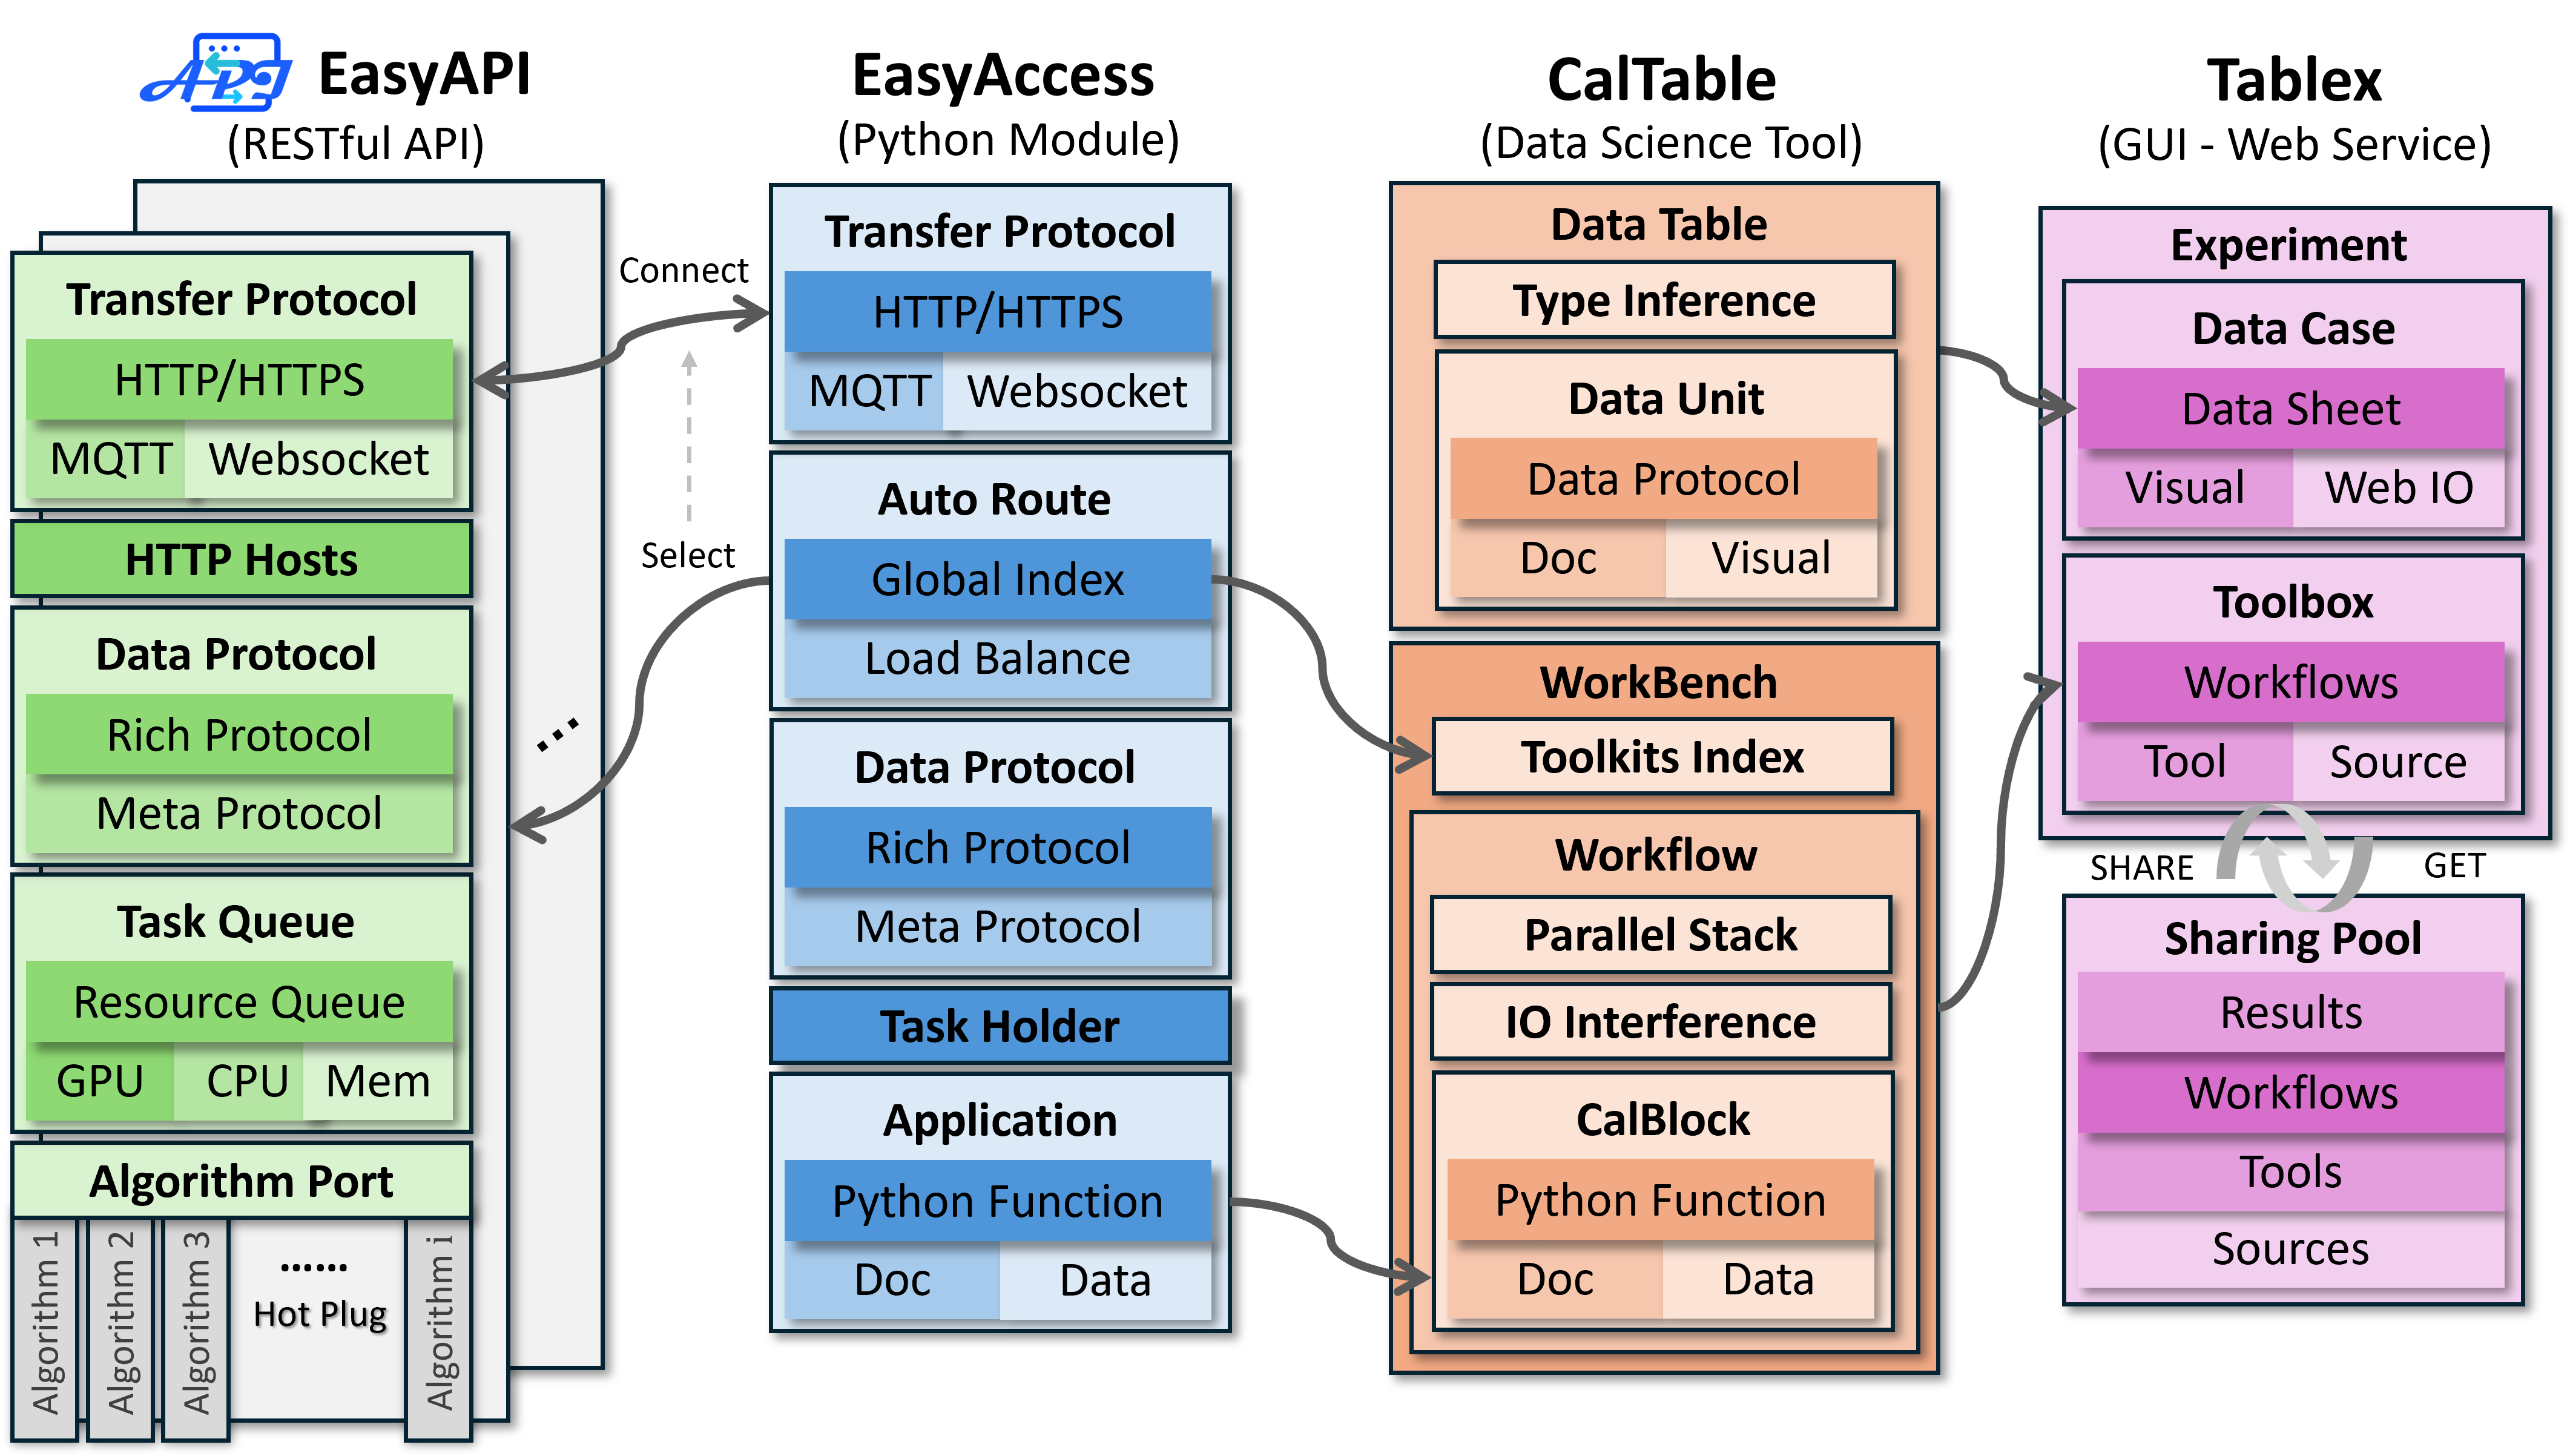 API
EasyAPI
(RESTful API)
Transfer Protocol
HTTP/HTTPS
MQTT
Websocket
HTTP Hosts
Data Protocol
Rich Protocol
Meta Protocol
Task Queue
Resource Queue
GPU
CPU
Mem
Algorithm Port
Algorithm 1
Algorithm 2
Algorithm 3
......
Hot Plug
Algorithm i
...
Connect
Select
EasyAccess
(Python Module)
Transfer Protocol
HTTP/HTTPS
MQTT
Websocket
Auto Route
Global Index
Load Balance
Data Protocol
Rich Protocol
Meta Protocol
Task Holder
Application
Python Function
Doc
Data
CalTable
(Data Science Tool)
Data Table
Type Inference
Data Unit
Data Protocol
Doc
Visual
WorkBench
Toolkits Index
Workflow
Parallel Stack
IO Interference
CalBlock
Python Function
Doc
Data
Tablex
(GUI - Web Service)
Experiment
Data Case
Data Sheet
Visual
Web IO
Toolbox
Workflows
Tool
Source
SHARE
GET
Sharing Pool
Results
Workflows
Tools
Sources